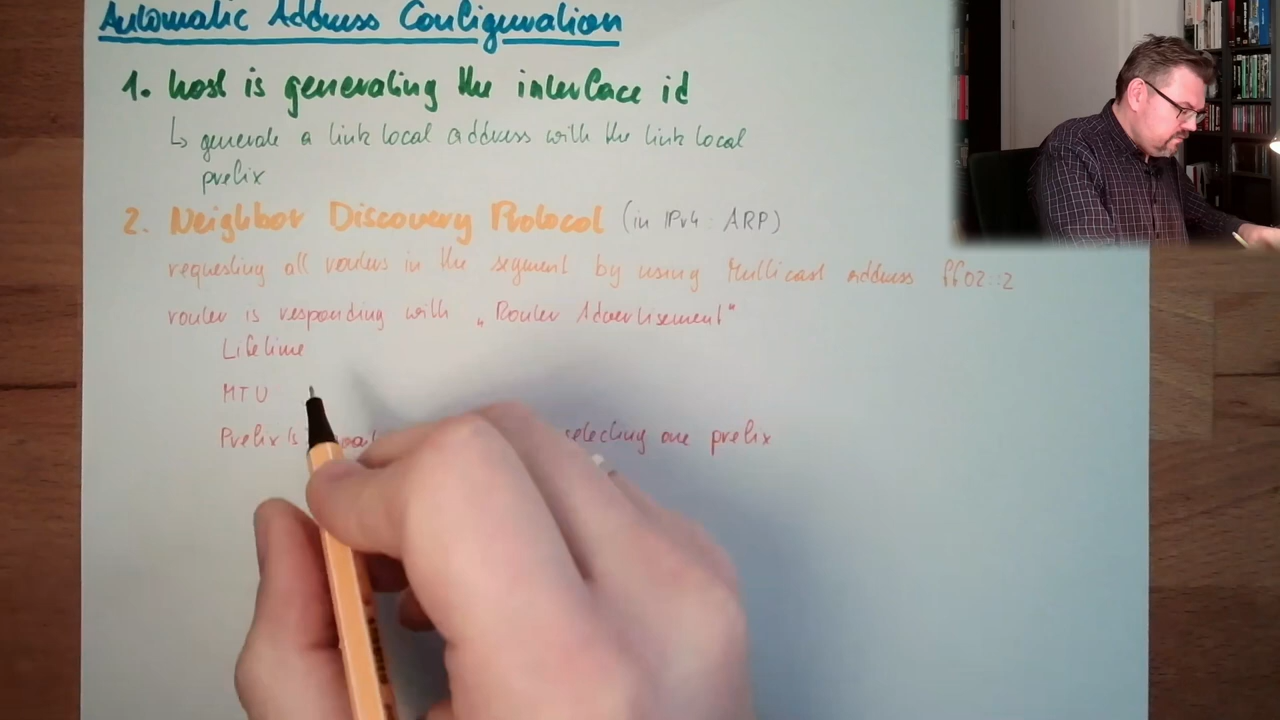 Automatic Address Configuration
1. host is generating the interface id
↳ generate a link local address with the link local
prefix
2. Neighbor Discovery Protocol (in IPv4: ARP)
requesting all routers in the segment by using Multicast address ff02::2
router is responding with „Router Advertisement"
Lifetime
MTU
Prefix selecting one prefix